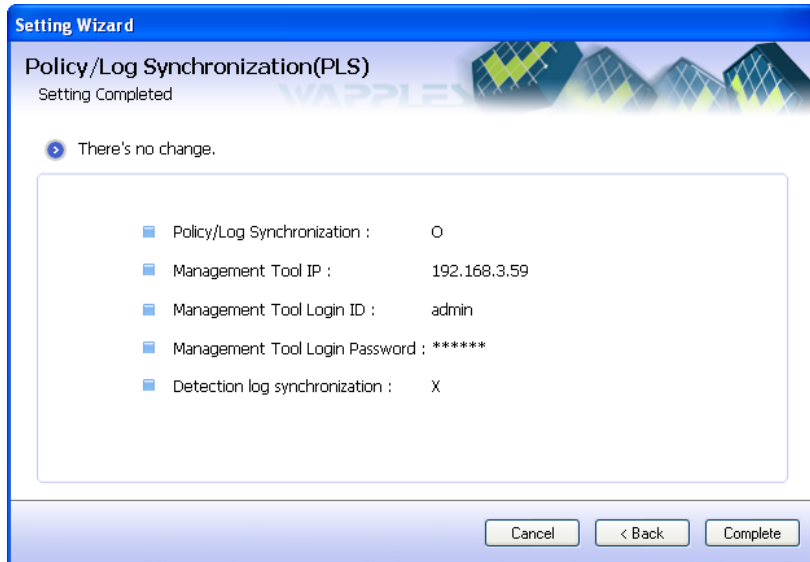 Setting Wizard
Policy/Log Synchronization(PLS)
Setting Completed
WAPPLES
There's no change.
Policy/Log Synchronization : O
Management Tool IP : 192.168.3.59
Management Tool Login ID : admin
Management Tool Login Password : ******
Detection log synchronization : X
Cancel
< Back
Complete